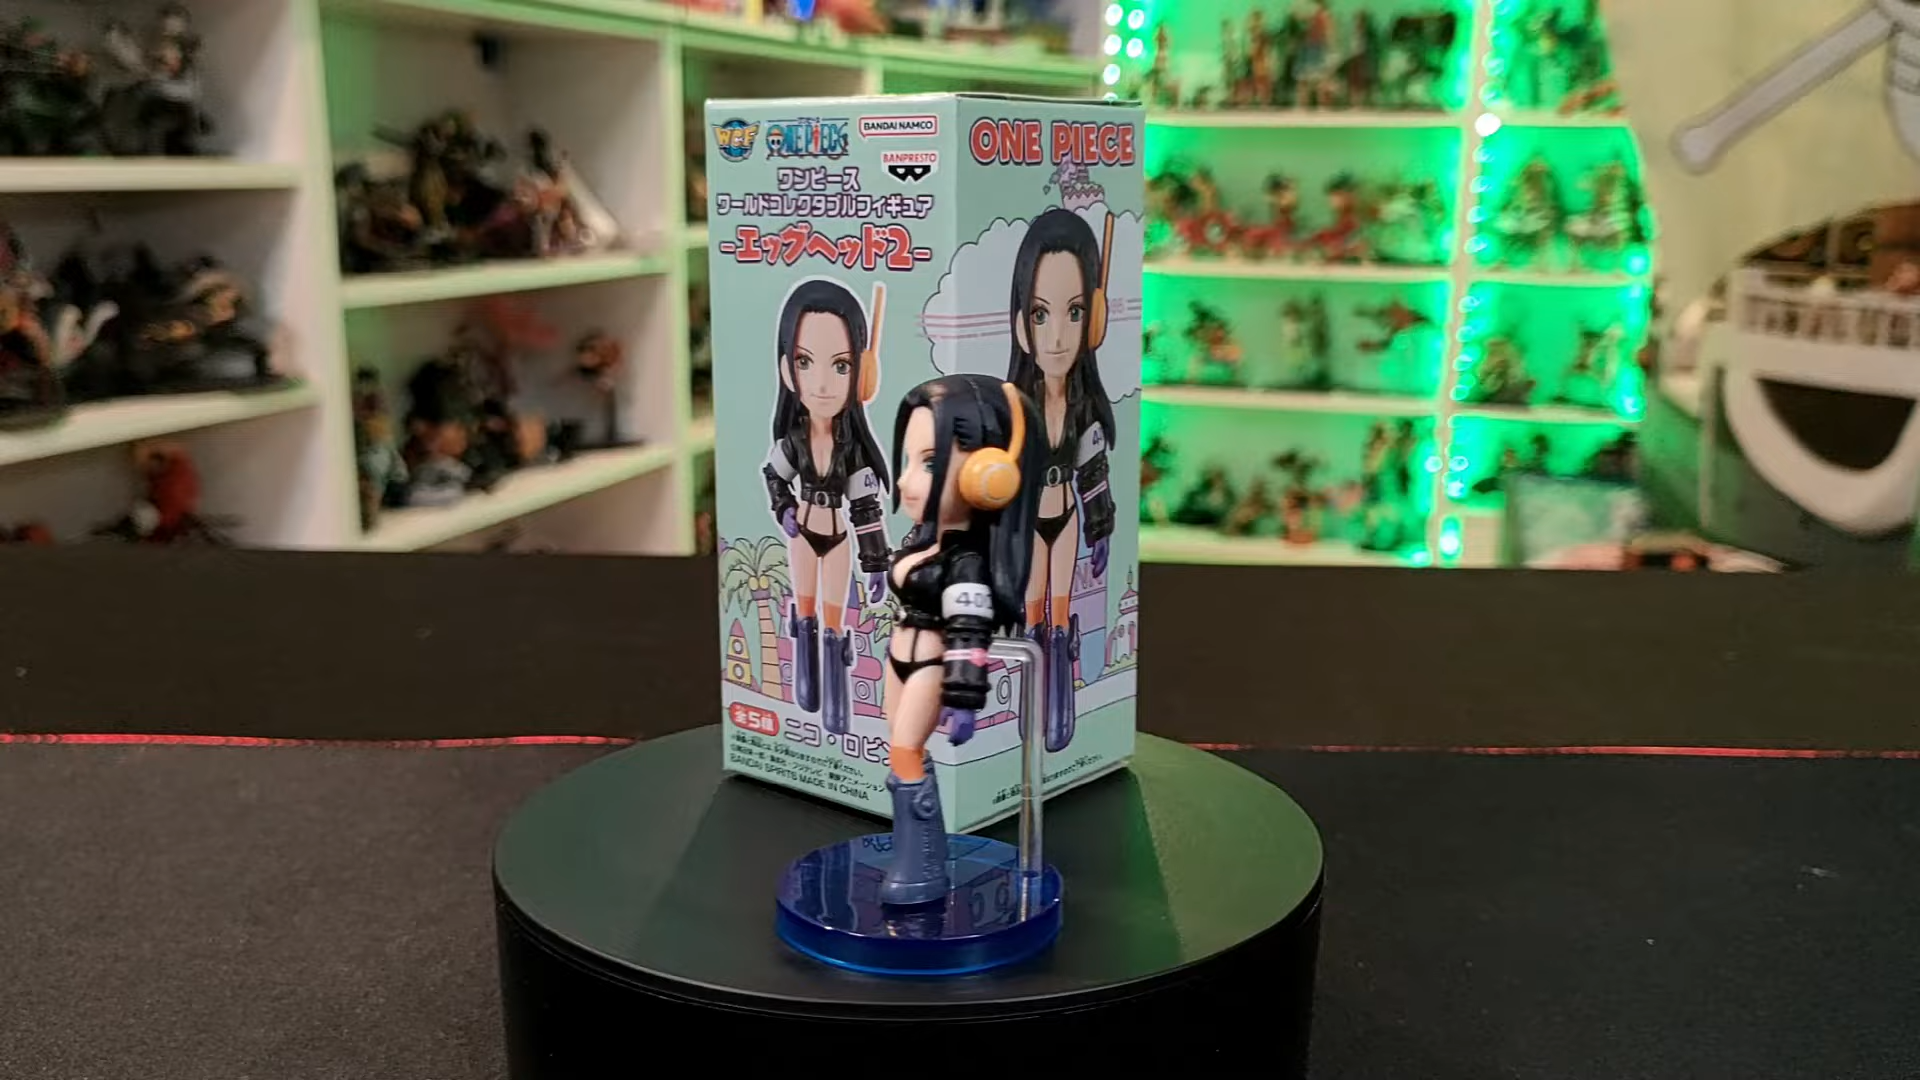 WCF
ONE PIECE
BANDAI NAMCO
BANPRESTO
ワンピース
ワールドコレクタブルフィギュア
-エッグヘッド2-
全5種
ニコ・ロビン
BANDAI SPIRITS MADE IN CHINA
ONE PIECE
40